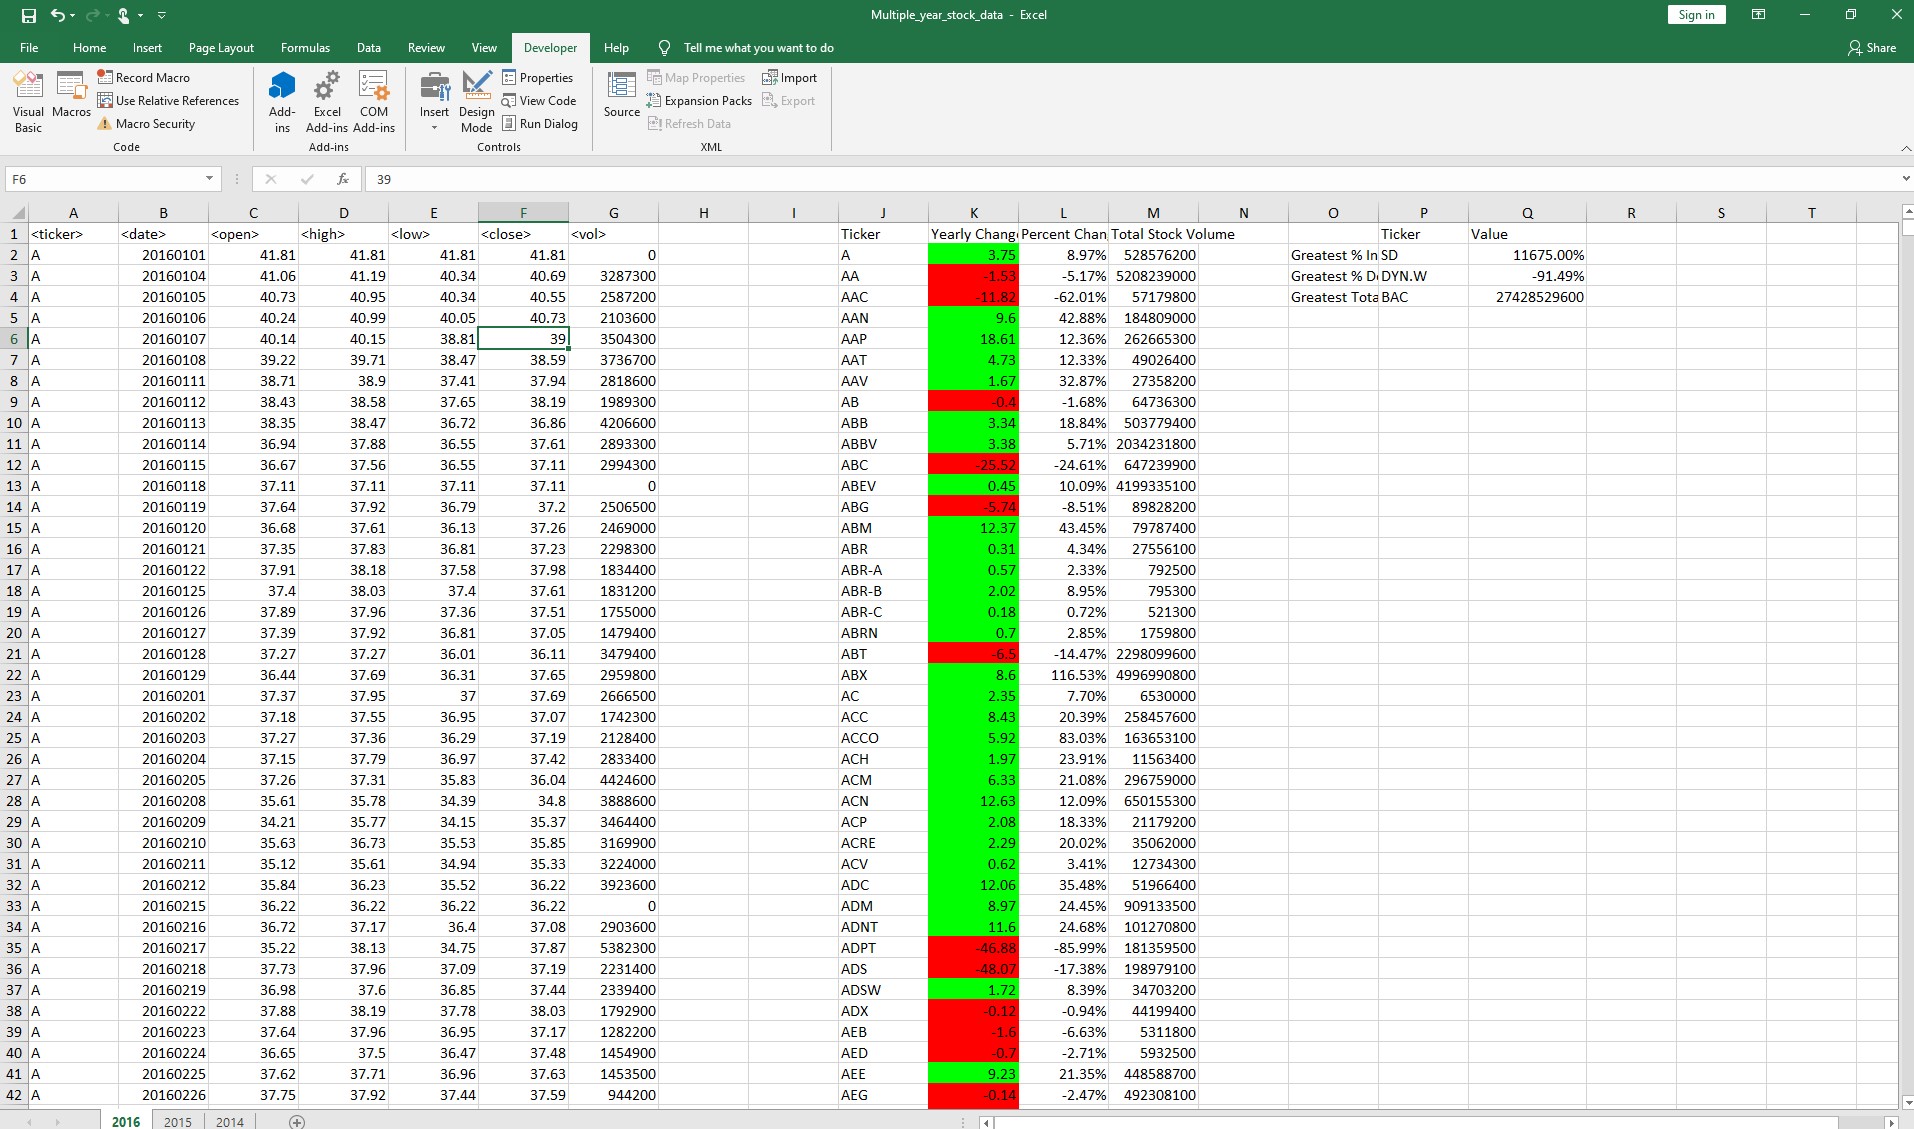 Multiple_year_stock_data - Excel Sign in
File Home Insert Page Layout Formulas Data Review View Developer Help Tell me what you want to do Share
Visual Basic
Macros
Record Macro
Use Relative References
Macro Security
Code
Add-ins
Excel Add-ins
COM Add-ins
Add-ins
Insert
Design Mode
Properties
View Code
Run Dialog
Controls
Source
Map Properties
Expansion Packs
Refresh Data
Import
Export
XML
F6 fx 39
A B C D E F G H I J K L M N O P Q R S T
1 <ticker> <date> <open> <high> <low> <close> <vol> Ticker Yearly Chang Percent Chan Total Stock Volume Ticker Value
2 A 20160101 41.81 41.81 41.81 41.81 0 A 3.75 8.97% 528576200 Greatest % In SD 11675.00%
3 A 20160104 41.06 41.19 40.34 40.69 3287300 AA -1.53 -5.17% 5208239000 Greatest % D DYN.W -91.49%
4 A 20160105 40.73 40.95 40.34 40.55 2587200 AAC -11.82 -62.01% 57179800 Greatest Tota BAC 27428529600
5 A 20160106 40.24 40.99 40.05 40.73 2103600 AAN 9.6 42.88% 184809000
6 A 20160107 40.14 40.15 38.81 39 3504300 AAP 18.61 12.36% 262665300
7 A 20160108 39.22 39.71 38.47 38.59 3736700 AAT 4.73 12.33% 49026400
8 A 20160111 38.71 38.9 37.41 37.94 2818600 AAV 1.67 32.87% 27358200
9 A 20160112 38.43 38.58 37.65 38.19 1989300 AB -0.4 -1.68% 64736300
10 A 20160113 38.35 38.47 36.72 36.86 4206600 ABB 3.34 18.84% 503779400
11 A 20160114 36.94 37.88 36.55 37.61 2893300 ABBV 3.38 5.71% 2034231800
12 A 20160115 36.67 37.56 36.55 37.11 2994300 ABC -25.52 -24.61% 647239900
13 A 20160118 37.11 37.11 37.11 37.11 0 ABEV 0.45 10.09% 4199335100
14 A 20160119 37.64 37.92 36.79 37.2 2506500 ABG -5.74 -8.51% 89828200
15 A 20160120 36.68 37.61 36.13 37.26 2469000 ABM 12.37 43.45% 79787400
16 A 20160121 37.35 37.83 36.81 37.23 2298300 ABR 0.31 4.34% 27556100
17 A 20160122 37.91 38.18 37.58 37.98 1834400 ABR-A 0.57 2.33% 792500
18 A 20160125 37.4 38.03 37.4 37.61 1831200 ABR-B 2.02 8.95% 795300
19 A 20160126 37.89 37.96 37.36 37.51 1755000 ABR-C 0.18 0.72% 521300
20 A 20160127 37.39 37.92 36.81 37.05 1479400 ABRN 0.7 2.85% 1759800
21 A 20160128 37.27 37.27 36.01 36.11 3479400 ABT -6.5 -14.47% 2298099600
22 A 20160129 36.44 37.69 36.31 37.65 2959800 ABX 8.6 116.53% 4996990800
23 A 20160201 37.37 37.95 37 37.69 2666500 AC 2.35 7.70% 6530000
24 A 20160202 37.18 37.55 36.95 37.07 1742300 ACC 8.43 20.39% 258457600
25 A 20160203 37.27 37.36 36.29 37.19 2128400 ACCO 5.92 83.03% 163653100
26 A 20160204 37.15 37.79 36.97 37.42 2833400 ACH 1.97 23.91% 11563400
27 A 20160205 37.26 37.31 35.83 36.04 4424600 ACM 6.33 21.08% 296759000
28 A 20160208 35.61 35.78 34.39 34.8 3888600 ACN 12.63 12.09% 650155300
29 A 20160209 34.21 35.77 34.15 35.37 3464400 ACP 2.08 18.33% 21179200
30 A 20160210 35.63 36.73 35.53 35.85 3169900 ACRE 2.29 20.02% 35062000
31 A 20160211 35.12 35.61 34.94 35.33 3224000 ACV 0.62 3.41% 12734300
32 A 20160212 35.84 36.23 35.52 36.22 3923600 ADC 12.06 35.48% 51966400
33 A 20160215 36.22 36.22 36.22 36.22 0 ADM 8.97 24.45% 909133500
34 A 20160216 36.72 37.17 36.4 37.08 2903600 ADNT 11.6 24.68% 101270800
35 A 20160217 35.22 38.13 34.75 37.87 5382300 ADPT -46.88 -85.99% 181359500
36 A 20160218 37.73 37.96 37.09 37.19 2231400 ADS -48.07 -17.38% 198979100
37 A 20160219 36.98 37.6 36.85 37.44 2339400 ADSW 1.72 8.39% 34703200
38 A 20160222 37.88 38.19 37.78 38.03 1792900 ADX -0.12 -0.94% 44199400
39 A 20160223 37.64 37.96 36.95 37.17 1282200 AEB -1.6 -6.63% 5311800
40 A 20160224 36.65 37.5 36.47 37.48 1454900 AED -0.7 -2.71% 5932500
41 A 20160225 37.62 37.71 36.96 37.63 1453500 AEE 9.23 21.35% 448588700
42 A 20160226 37.75 37.92 37.44 37.59 944200 AEG -0.14 -2.47% 492308100
2016 2015 2014